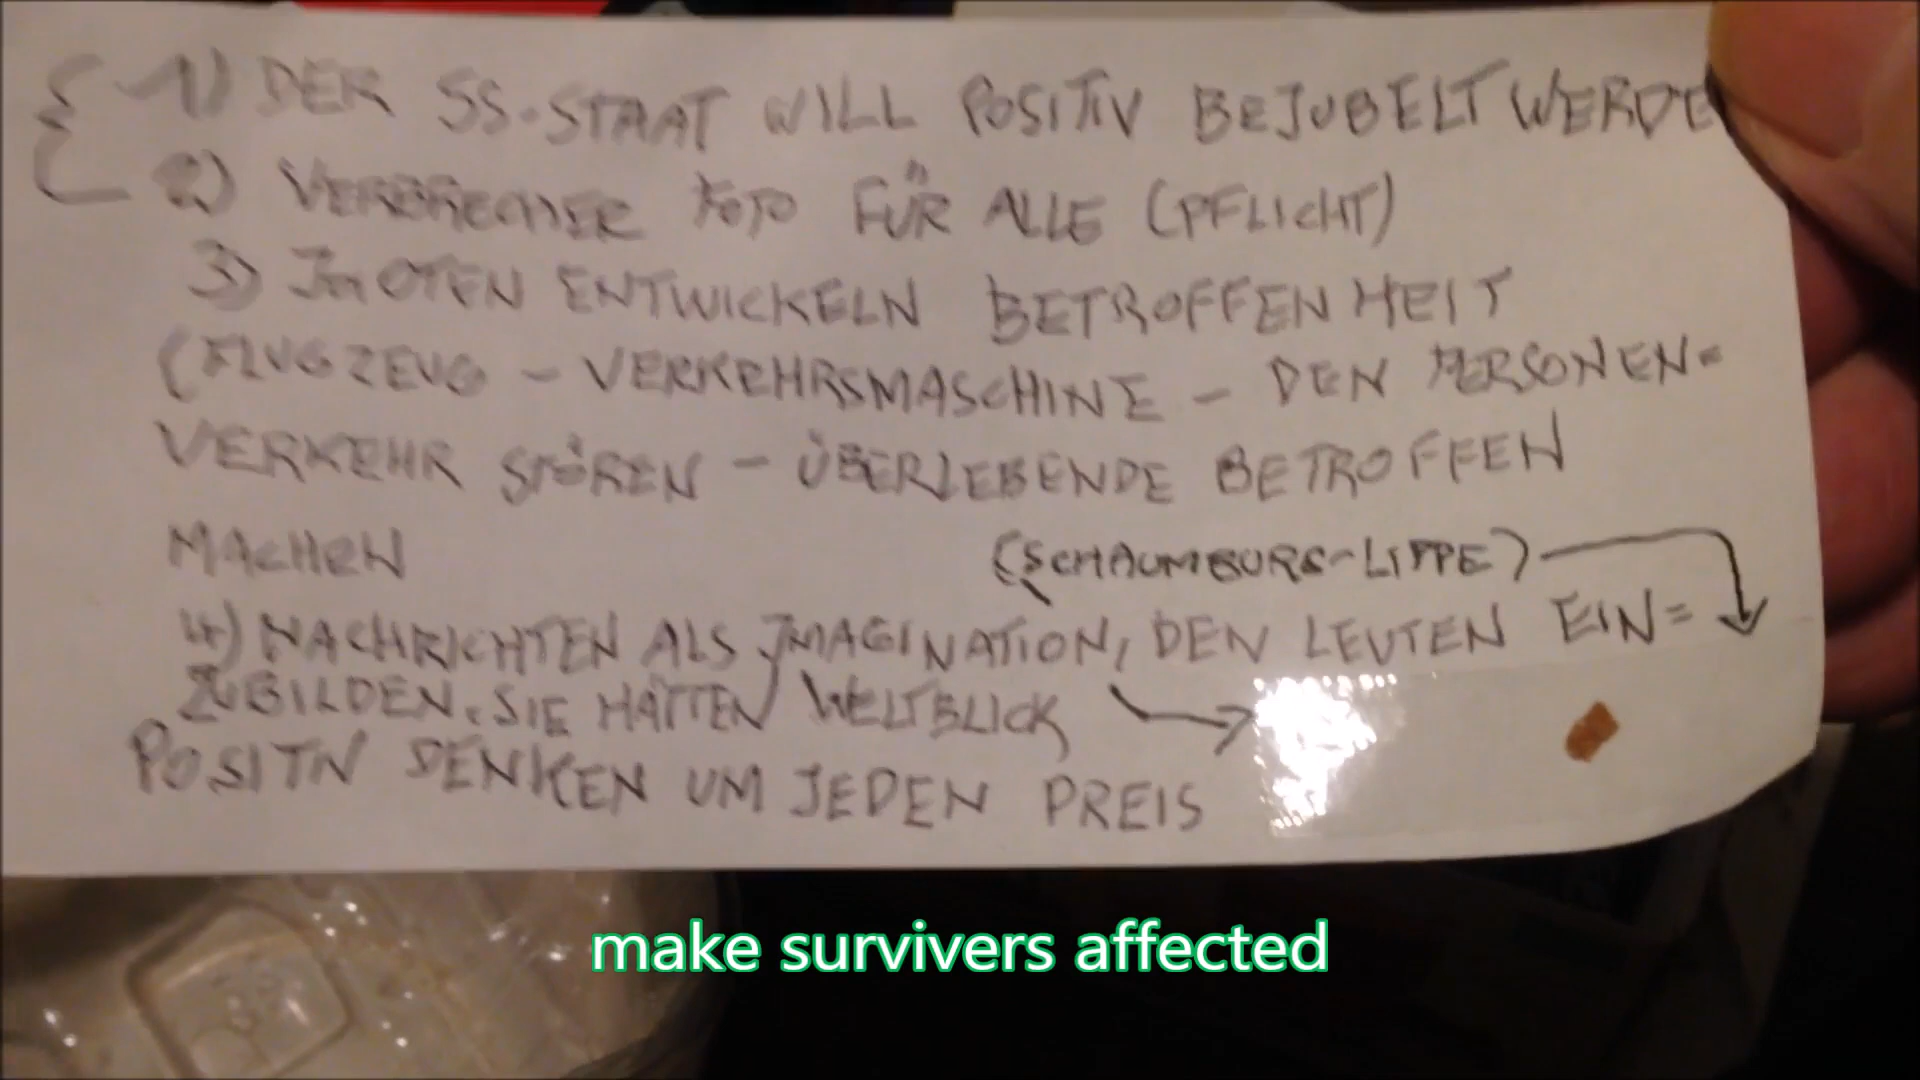 1) DER SS-STAAT WILL POSITIV BEJUBELT WERDE
2) VERBRECHER FOTO FÜR ALLE (PFLICHT)
3) ENTWICKELN BETROFFENHEIT
(FLUGZEUG - VERKEHRSMASCHINE - DEN PERSONEN=
VERKEHR STÖREN - ÜBERLEBENDE BETROFFEN
MACHEN (SCHAUMBURG-LIPPE)
4) NACHRICHTEN ALS IMAGINATION, DEN LEUTEN EIN=
ZUBILDEN, SIE HÄTTEN WELTBLICK
POSITIV DENKEN UM JEDEN PREIS
make survivers affected